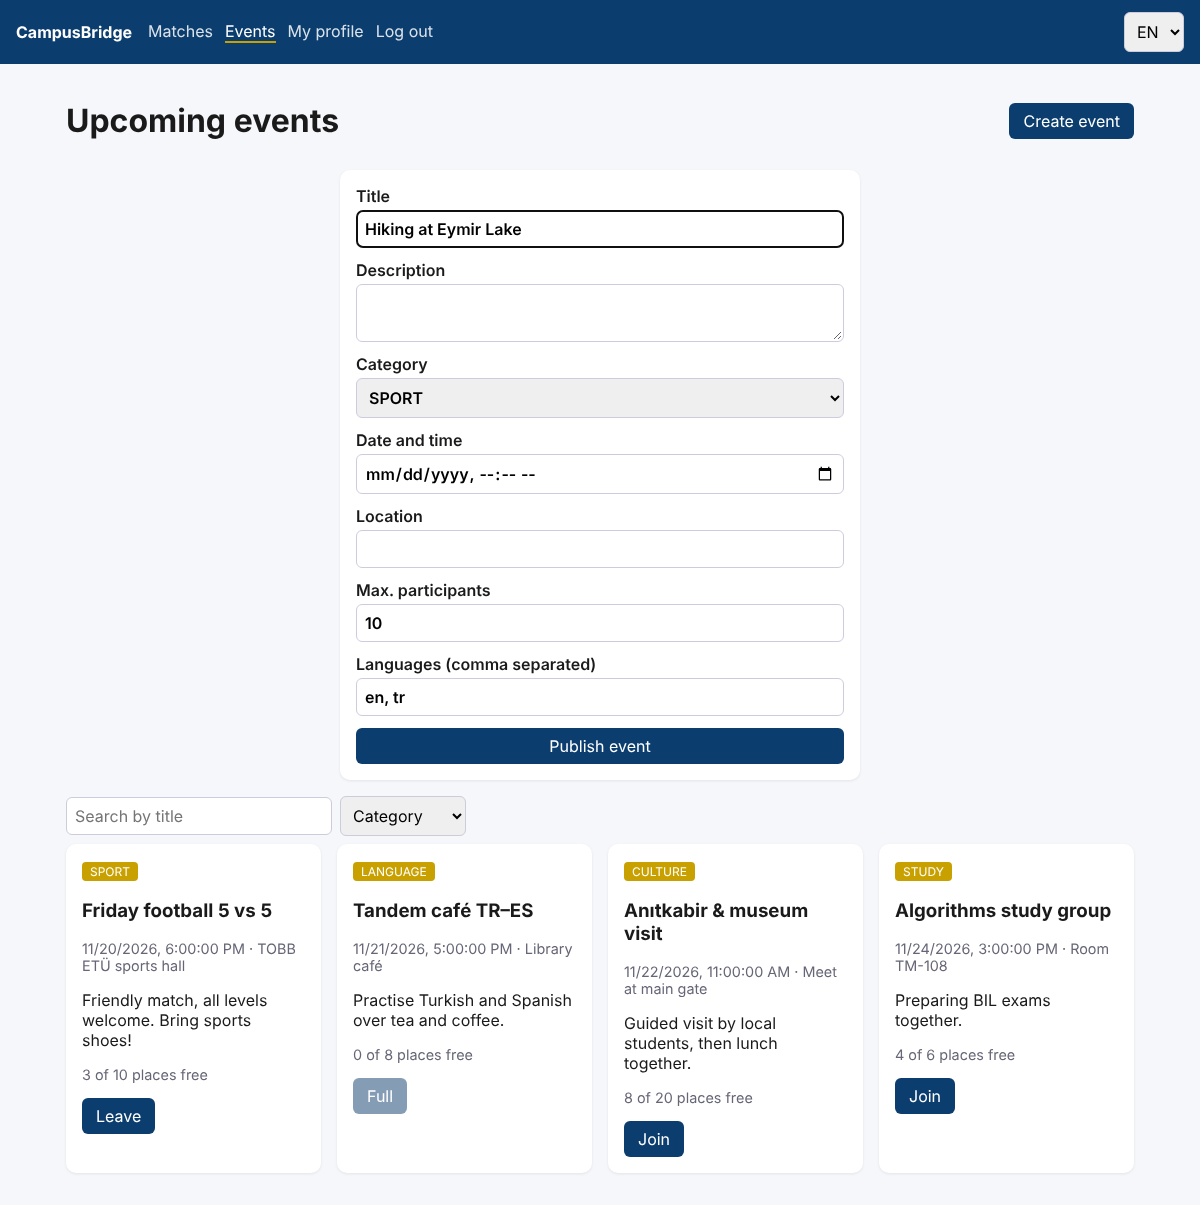 CampusBridge Matches Events My profile Log out EN
Upcoming events
Create event
Title
Hiking at Eymir Lake
Description
Category
SPORT
Date and time
mm/dd/yyyy, --:-- --
Location
Max. participants
10
Languages (comma separated)
en, tr
Publish event
Search by title
Category
SPORT
Friday football 5 vs 5
11/20/2026, 6:00:00 PM · TOBB
ETÜ sports hall
Friendly match, all levels
welcome. Bring sports
shoes!
3 of 10 places free
Leave
LANGUAGE
Tandem café TR–ES
11/21/2026, 5:00:00 PM · Library
café
Practise Turkish and Spanish
over tea and coffee.
0 of 8 places free
Full
CULTURE
Anıtkabir & museum
visit
11/22/2026, 11:00:00 AM · Meet
at main gate
Guided visit by local
students, then lunch
together.
8 of 20 places free
Join
STUDY
Algorithms study group
11/24/2026, 3:00:00 PM · Room
TM-108
Preparing BIL exams
together.
4 of 6 places free
Join